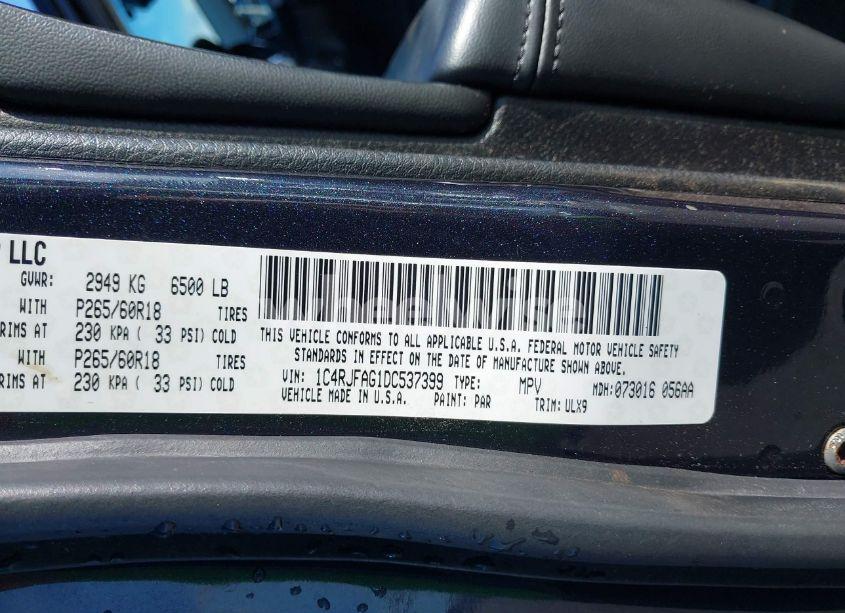 LLC
GVWR: 2949 KG 6500 LB
WITH P265/60R18 TIRES
RIMS AT 230 KPA ( 33 PSI) COLD
WITH P265/60R18 TIRES
RIMS AT 230 KPA ( 33 PSI) COLD
THIS VEHICLE CONFORMS TO ALL APPLICABLE U.S.A. FEDERAL MOTOR VEHICLE SAFETY
STANDARDS IN EFFECT ON THE DATE OF MANUFACTURE SHOWN ABOVE.
VIN: 1C4RJFAG1DC537399 TYPE: MPV MDH:073016 056AA
VEHICLE MADE IN U.S.A. PAINT: PAR TRIM: ULX9